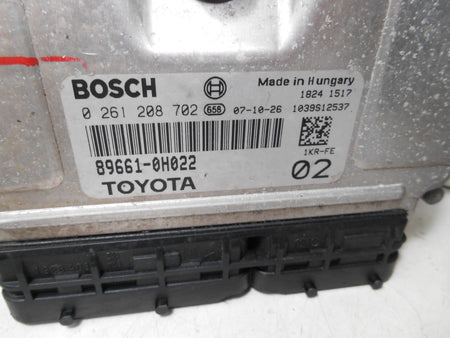 BOSCH
Made in Hungary
1824 1517
0 261 208 702 658 07-10-26 1039S12537
89661-0H022
1KR-FE
TOYOTA
02